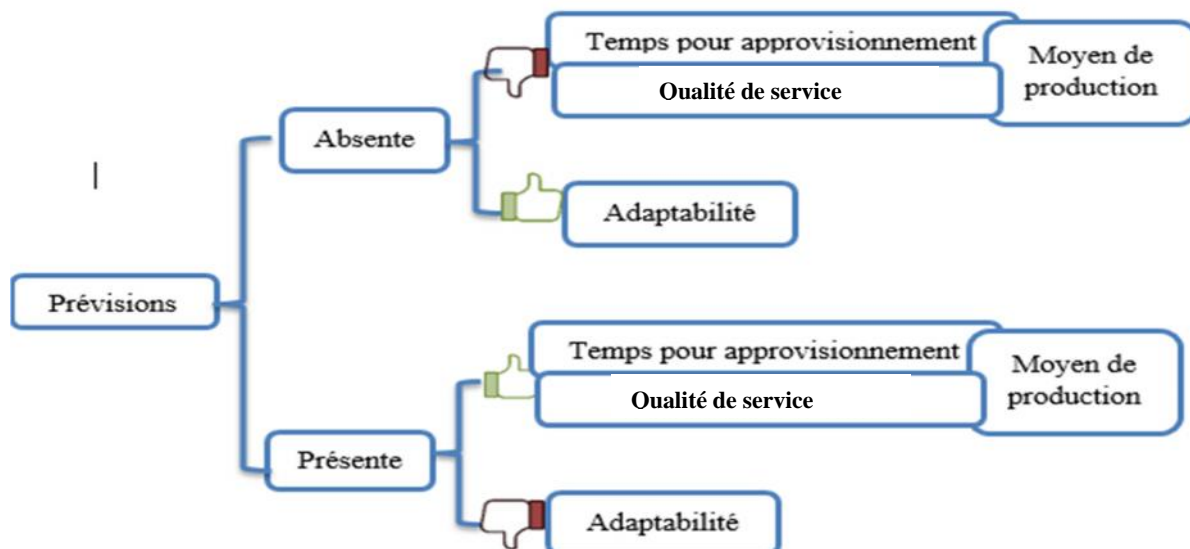 Temps pour approvisionnement
Moyen de
production
Oualité de service
Absente
Adaptabilité
Prévisions
Temps pour approvisionnement
Moyen de
production
Oualité de service
Présente
Adaptabilité